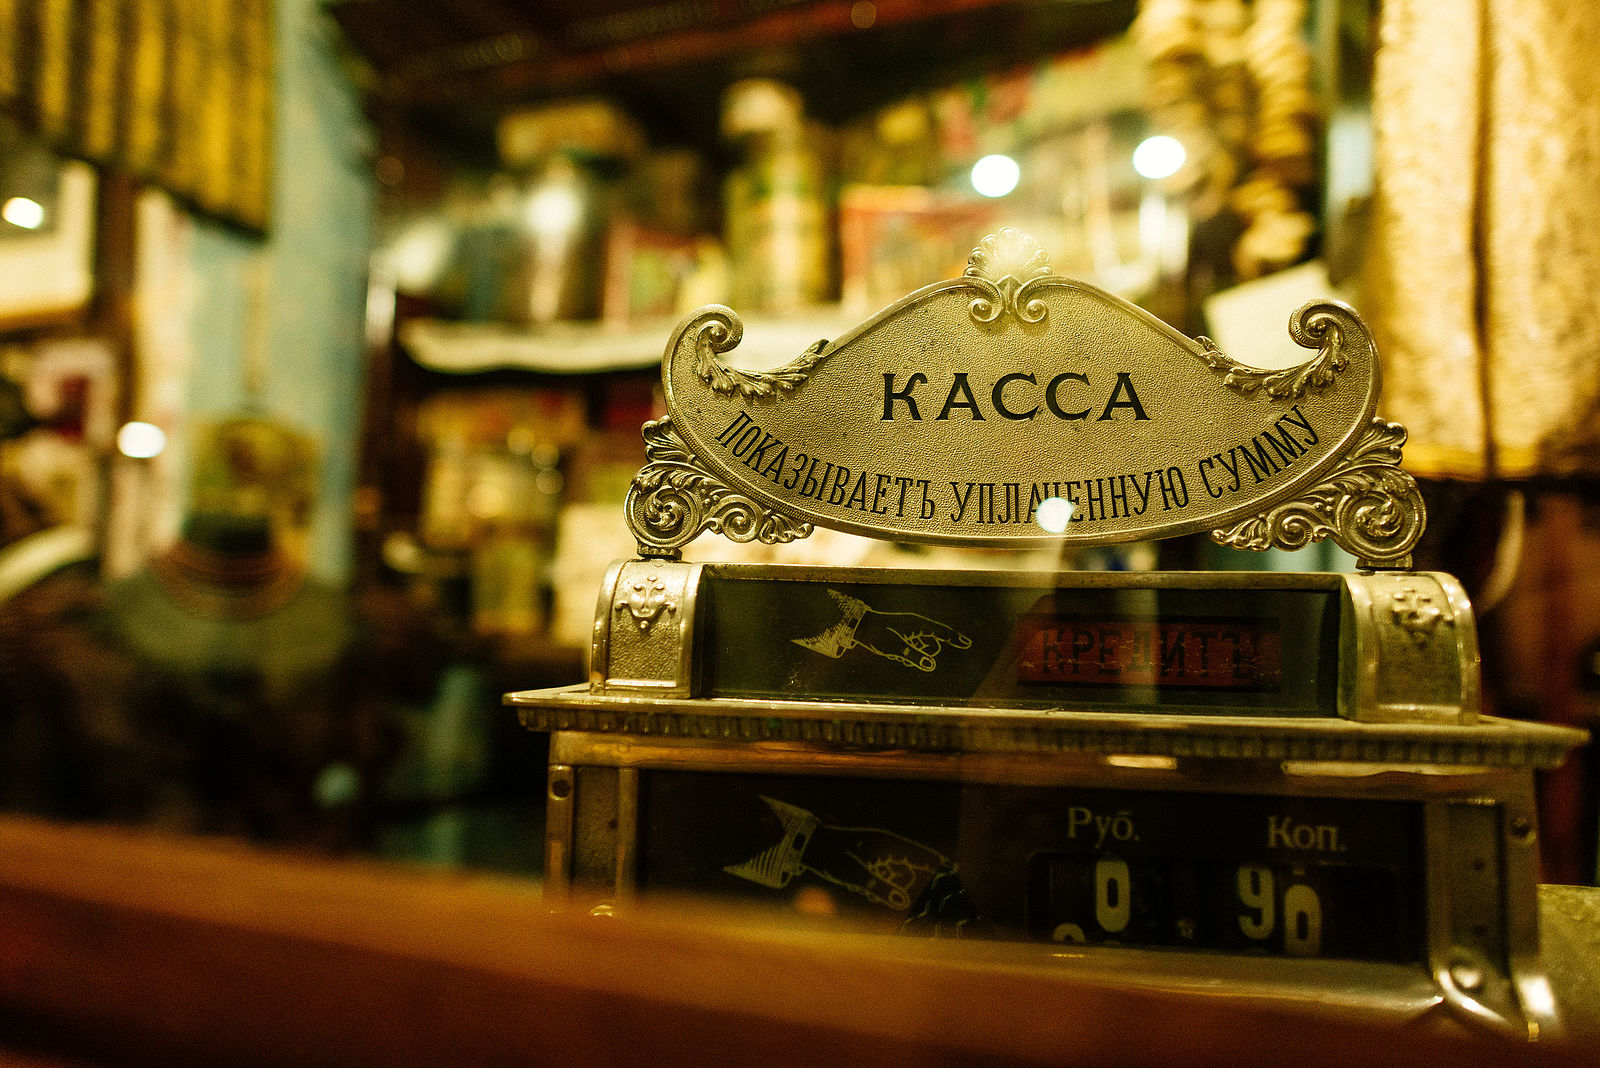 КАССА
ПОКАЗЫВАЕТЪ УПЛАЧЕННУЮ СУММУ
КРЕДИТЪ
Руб. Коп.
0 90